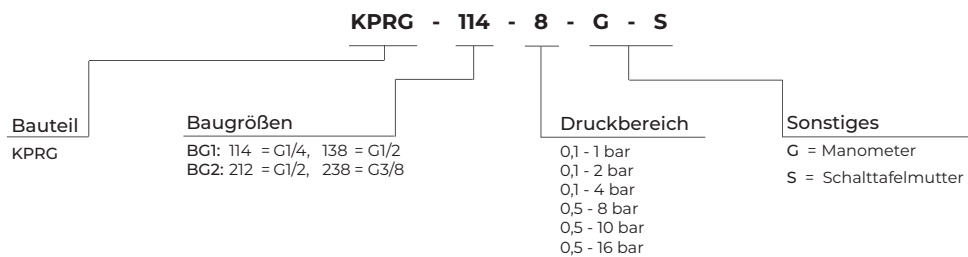 KPRG - 114 - 8 - G - S
Bauteil
KPRG
Baugrößen
BG1: 114 = G1/4, 138 = G1/2
BG2: 212 = G1/2, 238 = G3/8
Druckbereich
0,1 - 1 bar
0,1 - 2 bar
0,1 - 4 bar
0,5 - 8 bar
0,5 - 10 bar
0,5 - 16 bar
Sonstiges
G = Manometer
S = Schalttafelmutter